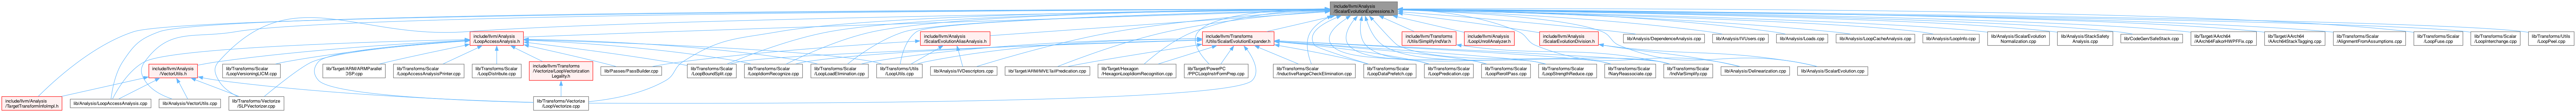 include/llvm/Analysis
/ScalarEvolutionExpressions.h
include/llvm/Analysis
/LoopAccessAnalysis.h
include/llvm/Analysis
/ScalarEvolutionAliasAnalysis.h
include/llvm/Transforms
/Utils/ScalarEvolutionExpander.h
include/llvm/Transforms
/Utils/SimplifyIndVar.h
include/llvm/Analysis
/LoopUnrollAnalyzer.h
include/llvm/Analysis
/ScalarEvolutionDivision.h
lib/Analysis/DependenceAnalysis.cpp
lib/Analysis/IVUsers.cpp
lib/Analysis/Loads.cpp
lib/Analysis/LoopCacheAnalysis.cpp
lib/Analysis/LoopInfo.cpp
lib/Analysis/ScalarEvolution
Normalization.cpp
lib/Analysis/StackSafety
Analysis.cpp
lib/CodeGen/SafeStack.cpp
lib/Target/AArch64
/AArch64FalkorHWPFFix.cpp
lib/Target/AArch64
/AArch64StackTagging.cpp
lib/Transforms/Scalar
/AlignmentFromAssumptions.cpp
lib/Transforms/Scalar
/LoopFuse.cpp
lib/Transforms/Scalar
/LoopInterchange.cpp
lib/Transforms/Utils
/LoopPeel.cpp
include/llvm/Analysis
/VectorUtils.h
lib/Transforms/Scalar
/LoopVersioningLICM.cpp
lib/Target/ARM/ARMParallel
DSP.cpp
lib/Transforms/Scalar
/LoopAccessAnalysisPrinter.cpp
lib/Transforms/Scalar
/LoopDistribute.cpp
include/llvm/Transforms
/Vectorize/LoopVectorization
Legality.h
lib/Passes/PassBuilder.cpp
lib/Transforms/Scalar
/LoopBoundSplit.cpp
lib/Transforms/Scalar
/LoopIdiomRecognize.cpp
lib/Transforms/Scalar
/LoopLoadElimination.cpp
lib/Transforms/Utils
/LoopUtils.cpp
lib/Analysis/IVDescriptors.cpp
lib/Target/ARM/MVETailPredication.cpp
lib/Target/Hexagon
/HexagonLoopIdiomRecognition.cpp
lib/Target/PowerPC
/PPCLoopInstrFormPrep.cpp
lib/Transforms/Scalar
/InductiveRangeCheckElimination.cpp
lib/Transforms/Scalar
/LoopDataPrefetch.cpp
lib/Transforms/Scalar
/LoopPredication.cpp
lib/Transforms/Scalar
/LoopRerollPass.cpp
lib/Transforms/Scalar
/LoopStrengthReduce.cpp
lib/Transforms/Scalar
/NaryReassociate.cpp
lib/Transforms/Scalar
/IndVarSimplify.cpp
lib/Analysis/Delinearization.cpp
lib/Analysis/ScalarEvolution.cpp
include/llvm/Analysis
/TargetTransformInfoImpl.h
lib/Analysis/LoopAccessAnalysis.cpp
lib/Analysis/VectorUtils.cpp
lib/Transforms/Vectorize
/SLPVectorizer.cpp
lib/Transforms/Vectorize
/LoopVectorize.cpp